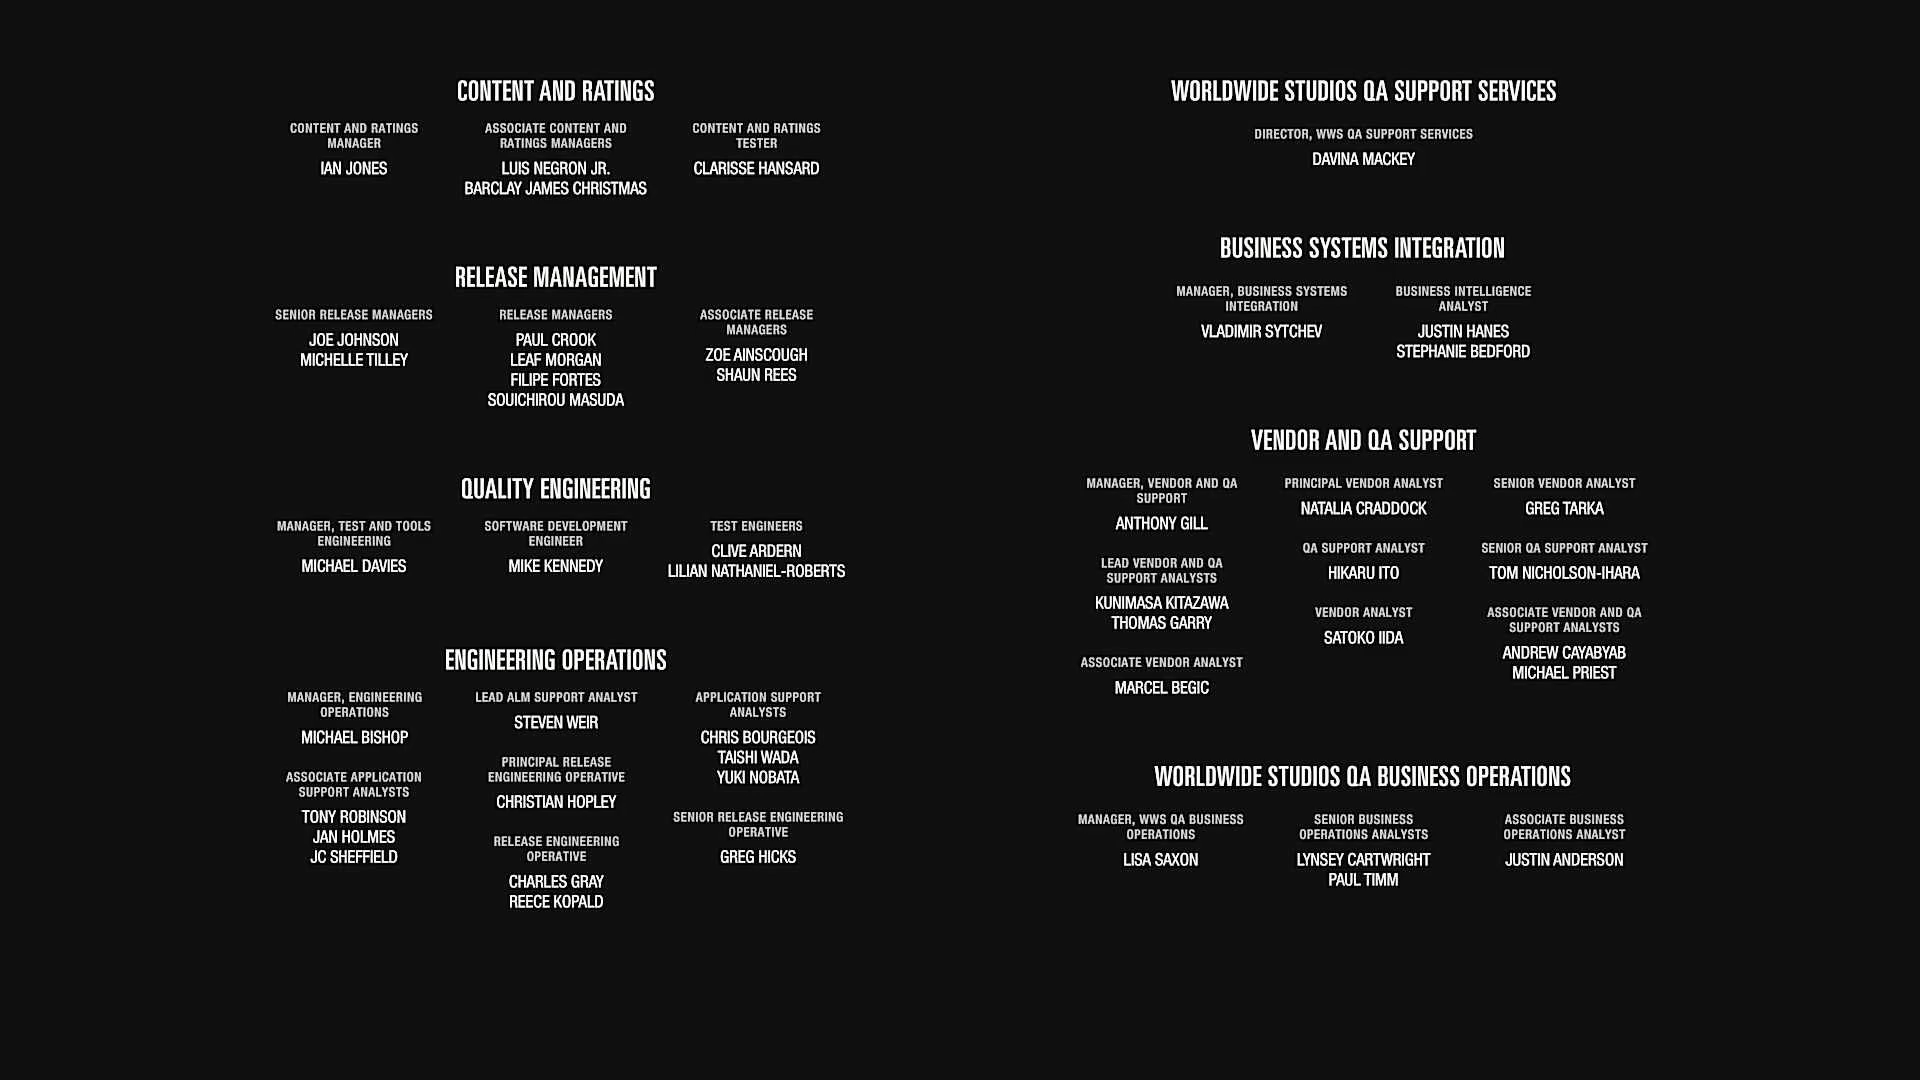 CONTENT AND RATINGS
CONTENT AND RATINGS
MANAGER
IAN JONES
ASSOCIATE CONTENT AND
RATINGS MANAGERS
LUIS NEGRON JR.
BARCLAY JAMES CHRISTMAS
CONTENT AND RATINGS
TESTER
CLARISSE HANSARD
RELEASE MANAGEMENT
SENIOR RELEASE MANAGERS
JOE JOHNSON
MICHELLE TILLEY
RELEASE MANAGERS
PAUL CROOK
LEAF MORGAN
FILIPE FORTES
SOUICHIROU MASUDA
ASSOCIATE RELEASE
MANAGERS
ZOE AINSCOUGH
SHAUN REES
QUALITY ENGINEERING
MANAGER, TEST AND TOOLS
ENGINEERING
MICHAEL DAVIES
SOFTWARE DEVELOPMENT
ENGINEER
MIKE KENNEDY
TEST ENGINEERS
CLIVE ARDERN
LILIAN NATHANIEL-ROBERTS
ENGINEERING OPERATIONS
MANAGER, ENGINEERING
OPERATIONS
MICHAEL BISHOP
ASSOCIATE APPLICATION
SUPPORT ANALYSTS
TONY ROBINSON
JAN HOLMES
JC SHEFFIELD
LEAD ALM SUPPORT ANALYST
STEVEN WEIR
PRINCIPAL RELEASE
ENGINEERING OPERATIVE
CHRISTIAN HOPLEY
RELEASE ENGINEERING
OPERATIVE
CHARLES GRAY
REECE KOPALD
APPLICATION SUPPORT
ANALYSTS
CHRIS BOURGEOIS
TAISHI WADA
YUKI NOBATA
SENIOR RELEASE ENGINEERING
OPERATIVE
GREG HICKS
WORLDWIDE STUDIOS QA SUPPORT SERVICES
DIRECTOR, WWS QA SUPPORT SERVICES
DAVINA MACKEY
BUSINESS SYSTEMS INTEGRATION
MANAGER, BUSINESS SYSTEMS
INTEGRATION
VLADIMIR SYTCHEV
BUSINESS INTELLIGENCE
ANALYST
JUSTIN HANES
STEPHANIE BEDFORD
VENDOR AND QA SUPPORT
MANAGER, VENDOR AND QA
SUPPORT
ANTHONY GILL
LEAD VENDOR AND QA
SUPPORT ANALYSTS
KUNIMASA KITAZAWA
THOMAS GARRY
ASSOCIATE VENDOR ANALYST
MARCEL BEGIC
PRINCIPAL VENDOR ANALYST
NATALIA CRADDOCK
QA SUPPORT ANALYST
HIKARU ITO
VENDOR ANALYST
SATOKO IIDA
SENIOR VENDOR ANALYST
GREG TARKA
SENIOR QA SUPPORT ANALYST
TOM NICHOLSON-IHARA
ASSOCIATE VENDOR AND QA
SUPPORT ANALYSTS
ANDREW CAYABYAB
MICHAEL PRIEST
WORLDWIDE STUDIOS QA BUSINESS OPERATIONS
MANAGER, WWS QA BUSINESS
OPERATIONS
LISA SAXON
SENIOR BUSINESS
OPERATIONS ANALYSTS
LYNSEY CARTWRIGHT
PAUL TIMM
ASSOCIATE BUSINESS
OPERATIONS ANALYST
JUSTIN ANDERSON